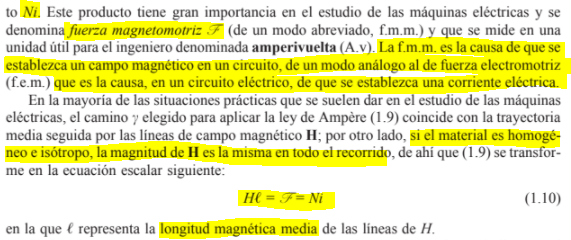 to Ni. Este producto tiene gran importancia en el estudio de las máquinas eléctricas y se
denomina fuerza magnetomotriz ℱ (de un modo abreviado, f.m.m.) y que se mide en una
unidad útil para el ingeniero denominada amperivuelta (A.v). La f.m.m. es la causa de que se
establezca un campo magnético en un circuito, de un modo análogo al de fuerza electromotriz
(f.e.m.) que es la causa, en un circuito eléctrico, de que se establezca una corriente eléctrica.
En la mayoría de las situaciones prácticas que se suelen dar en el estudio de las máquinas
eléctricas, el camino γ elegido para aplicar la ley de Ampère (1.9) coincide con la trayectoria
media seguida por las líneas de campo magnético H; por otro lado, si el material es homogé-
neo e isótropo, la magnitud de H es la misma en todo el recorrido, de ahí que (1.9) se transfor-
me en la ecuación escalar siguiente:
Hℓ = ℱ = Ni (1.10)
en la que ℓ representa la longitud magnética media de las líneas de H.